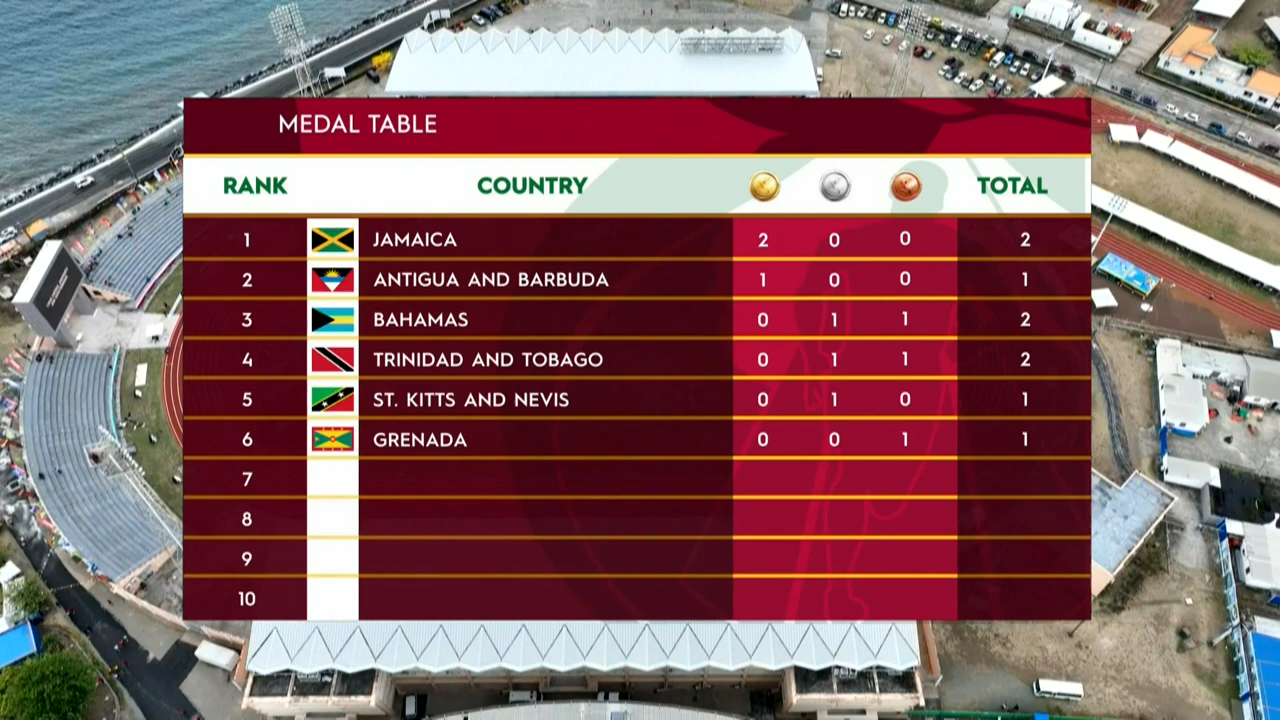 MEDAL TABLE
RANK COUNTRY TOTAL
1 JAMAICA 2 0 0 2
2 ANTIGUA AND BARBUDA 1 0 0 1
3 BAHAMAS 0 1 1 2
4 TRINIDAD AND TOBAGO 0 1 1 2
5 ST. KITTS AND NEVIS 0 1 0 1
6 GRENADA 0 0 1 1
7
8
9
10